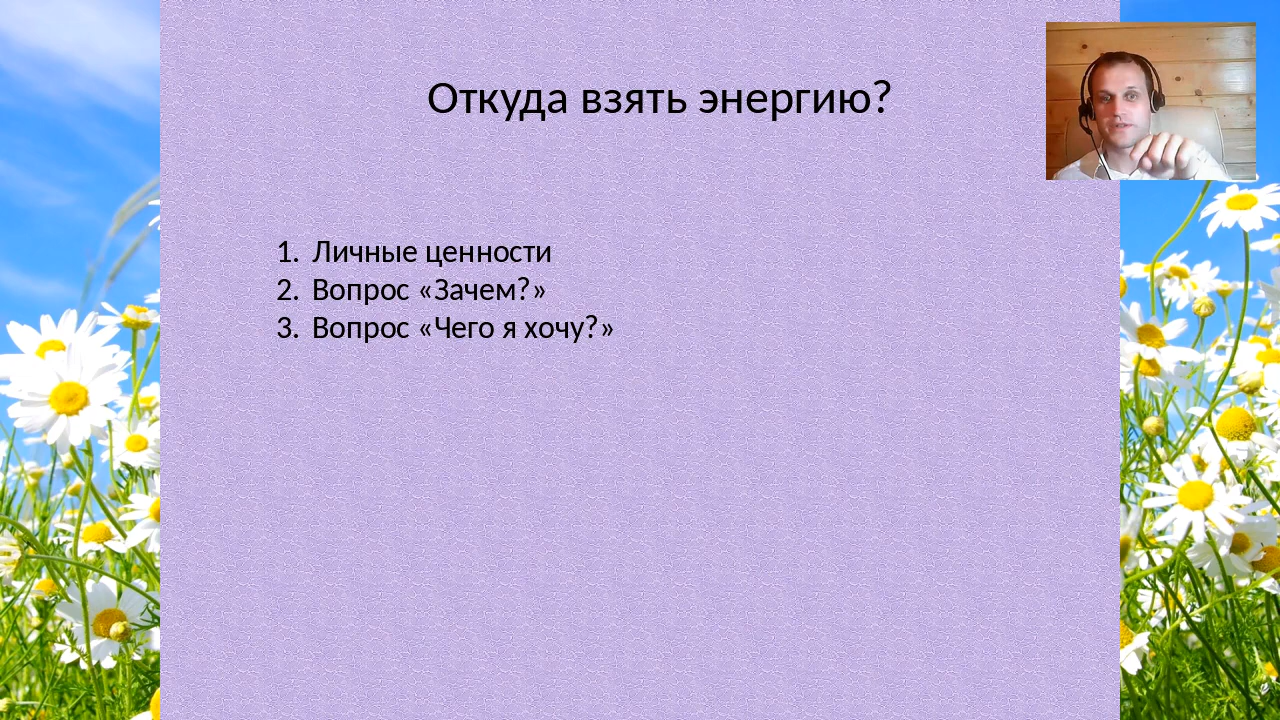 Откуда взять энергию?
1. Личные ценности
2. Вопрос «Зачем?»
3. Вопрос «Чего я хочу?»